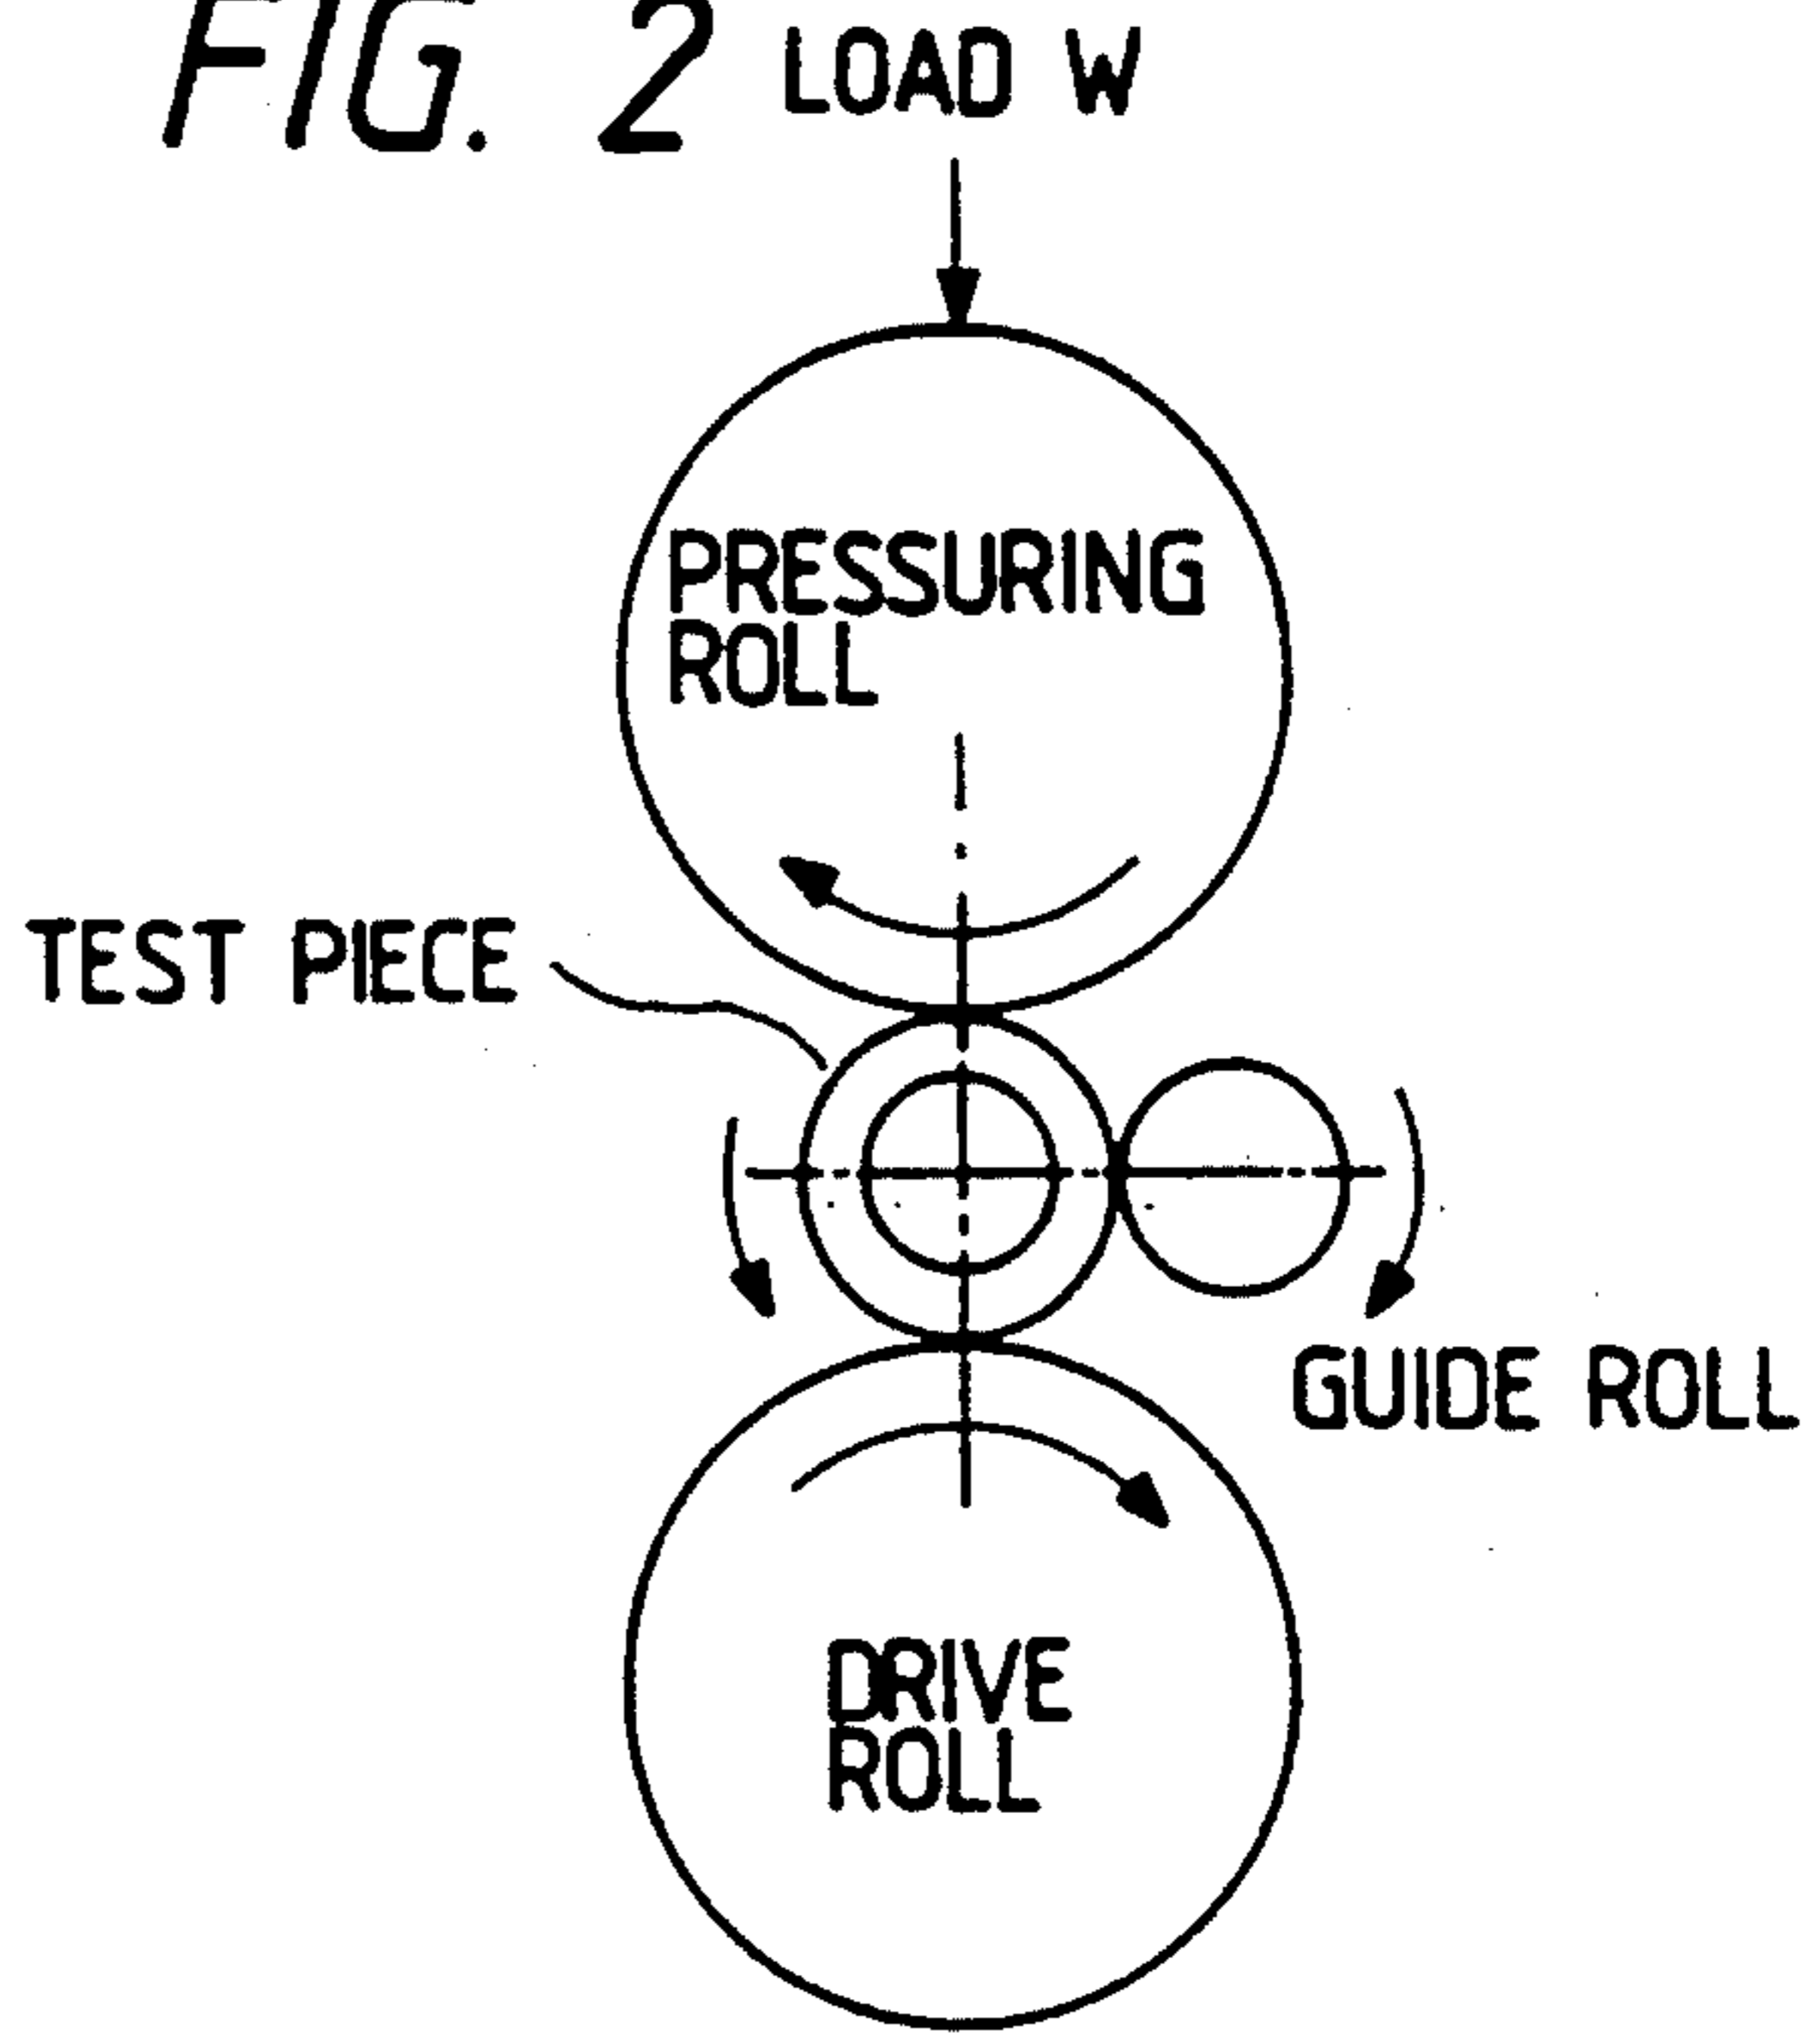 FIG. 2
LOAD W
PRESSURING
ROLL
TEST PIECE
GUIDE ROLL
DRIVE
ROLL